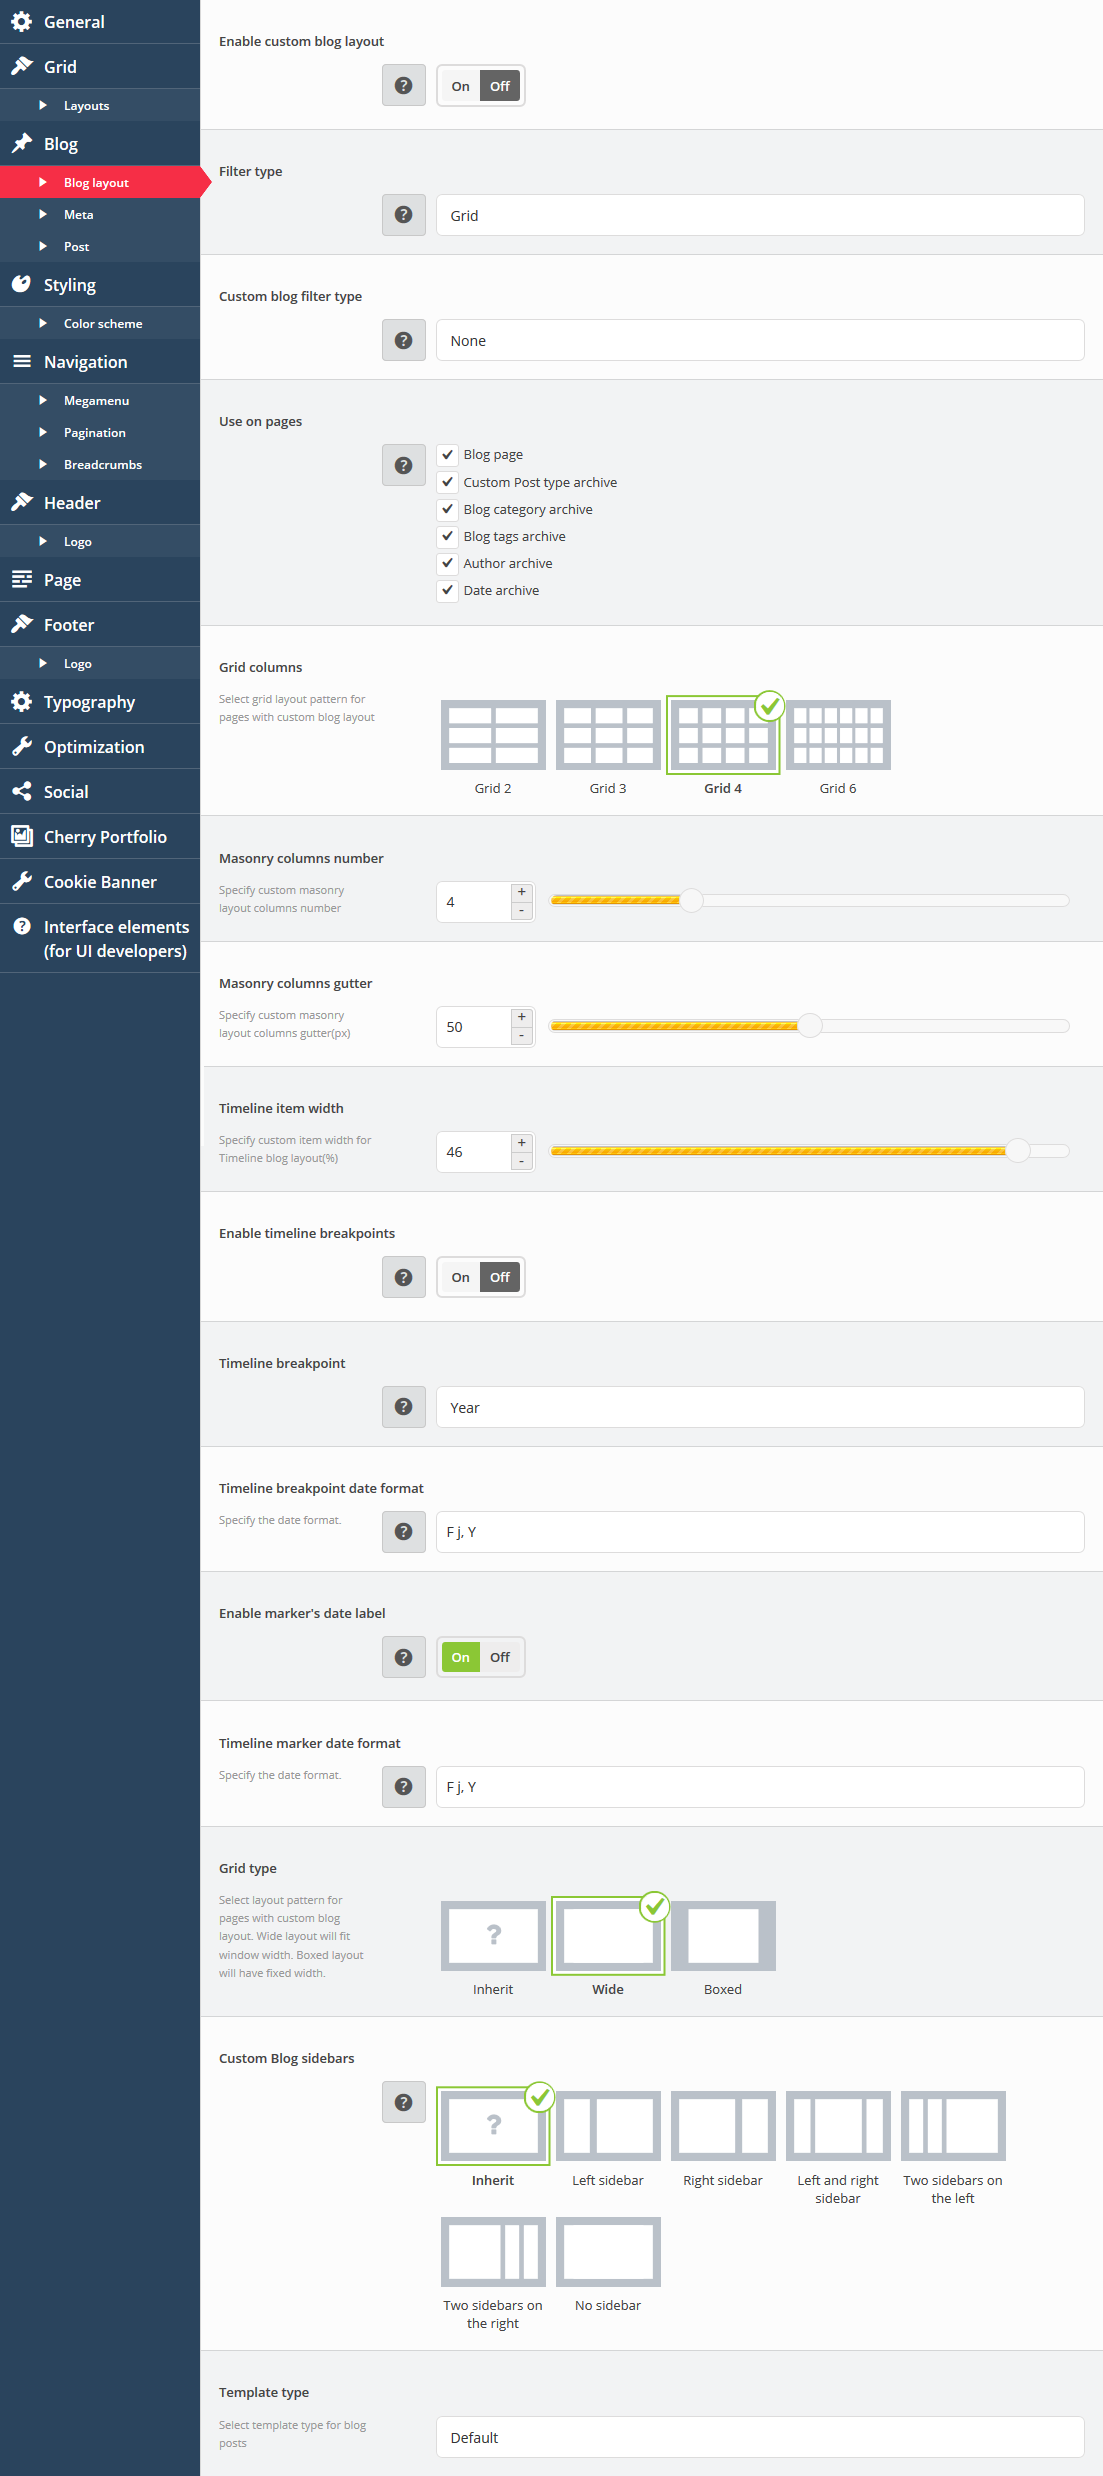 General
Grid
Layouts
Blog
Blog layout
Meta
Post
Styling
Color scheme
Navigation
Megamenu
Pagination
Breadcrumbs
Header
Logo
Page
Footer
Logo
Typography
Optimization
Social
Cherry Portfolio
Cookie Banner
Interface elements
(for UI developers)
Enable custom blog layout
? On Off
Filter type
? Grid
Custom blog filter type
? None
Use on pages
? Blog page
Custom Post type archive
Blog category archive
Blog tags archive
Author archive
Date archive
Grid columns
Select grid layout pattern for
pages with custom blog layout
Grid 2 Grid 3 Grid 4 Grid 6
Masonry columns number
Specify custom masonry
layout columns number
4 + -
Masonry columns gutter
Specify custom masonry
layout columns gutter(px)
50 + -
Timeline item width
Specify custom item width for
Timeline blog layout(%)
46 + -
Enable timeline breakpoints
? On Off
Timeline breakpoint
? Year
Timeline breakpoint date format
Specify the date format.
? F j, Y
Enable marker's date label
? On Off
Timeline marker date format
Specify the date format.
? F j, Y
Grid type
Select layout pattern for
pages with custom blog
layout. Wide layout will fit
window width. Boxed layout
will have fixed width.
?
Inherit Wide Boxed
Custom Blog sidebars
? ?
Inherit Left sidebar Right sidebar Left and right Two sidebars on
sidebar the left
Two sidebars on No sidebar
the right
Template type
Select template type for blog
posts
Default